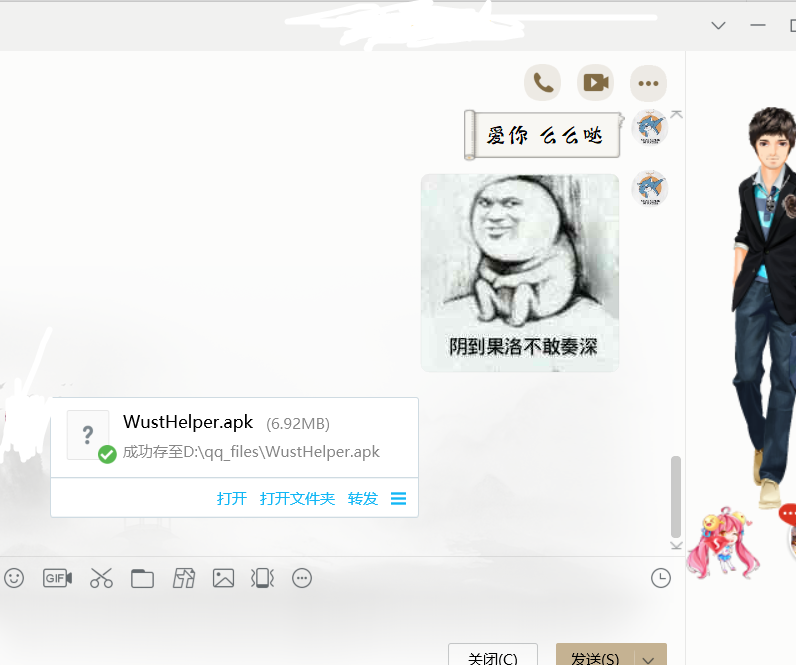 爱你 么么哒
阴到果洛不敢奏深
?
WustHelper.apk (6.92MB)
成功存至D:\qq_files\WustHelper.apk
打开 打开文件夹 转发
GIF
关闭(C) 发送(S)